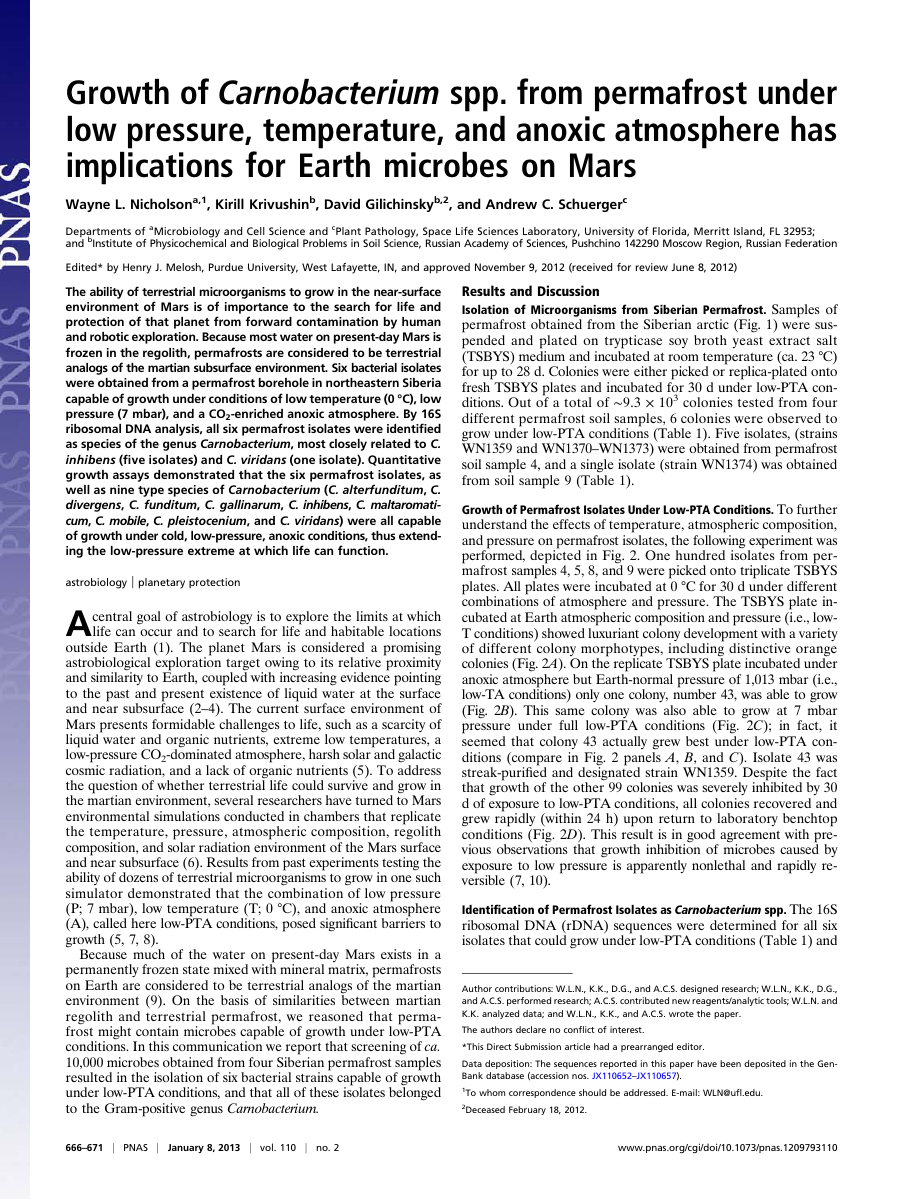 Growth of Carnobacterium spp. from permafrost under
low pressure, temperature, and anoxic atmosphere has
implications for Earth microbes on Mars
Wayne L. Nicholsona,1, Kirill Krivushinb, David Gilichinskyb,2, and Andrew C. Schuergerc
Departments of aMicrobiology and Cell Science and cPlant Pathology, Space Life Sciences Laboratory, University of Florida, Merritt Island, FL 32953;
and bInstitute of Physicochemical and Biological Problems in Soil Science, Russian Academy of Sciences, Pushchino 142290 Moscow Region, Russian Federation
Edited* by Henry J. Melosh, Purdue University, West Lafayette, IN, and approved November 9, 2012 (received for review June 8, 2012)
The ability of terrestrial microorganisms to grow in the near-surface
environment of Mars is of importance to the search for life and
protection of that planet from forward contamination by human
and robotic exploration. Because most water on present-day Mars is
frozen in the regolith, permafrosts are considered to be terrestrial
analogs of the martian subsurface environment. Six bacterial isolates
were obtained from a permafrost borehole in northeastern Siberia
capable of growth under conditions of low temperature (0 °C), low
pressure (7 mbar), and a CO2-enriched anoxic atmosphere. By 16S
ribosomal DNA analysis, all six permafrost isolates were identified
as species of the genus Carnobacterium, most closely related to C.
inhibens (five isolates) and C. viridans (one isolate). Quantitative
growth assays demonstrated that the six permafrost isolates, as
well as nine type species of Carnobacterium (C. alterfunditum, C.
divergens, C. funditum, C. gallinarum, C. inhibens, C. maltaromati-
cum, C. mobile, C. pleistocenium, and C. viridans) were all capable
of growth under cold, low-pressure, anoxic conditions, thus extend-
ing the low-pressure extreme at which life can function.
astrobiology | planetary protection
A central goal of astrobiology is to explore the limits at which
life can occur and to search for life and habitable locations
outside Earth (1). The planet Mars is considered a promising
astrobiological exploration target owing to its relative proximity
and similarity to Earth, coupled with increasing evidence pointing
to the past and present existence of liquid water at the surface
and near subsurface (2–4). The current surface environment of
Mars presents formidable challenges to life, such as a scarcity of
liquid water and organic nutrients, extreme low temperatures, a
low-pressure CO2-dominated atmosphere, harsh solar and galactic
cosmic radiation, and a lack of organic nutrients (5). To address
the question of whether terrestrial life could survive and grow in
the martian environment, several researchers have turned to Mars
environmental simulations conducted in chambers that replicate
the temperature, pressure, atmospheric composition, regolith
composition, and solar radiation environment of the Mars surface
and near subsurface (6). Results from past experiments testing the
ability of dozens of terrestrial microorganisms to grow in one such
simulator demonstrated that the combination of low pressure
(P; 7 mbar), low temperature (T; 0 °C), and anoxic atmosphere
(A), called here low-PTA conditions, posed significant barriers to
growth (5, 7, 8).
Because much of the water on present-day Mars exists in a
permanently frozen state mixed with mineral matrix, permafrosts
on Earth are considered to be terrestrial analogs of the martian
environment (9). On the basis of similarities between martian
regolith and terrestrial permafrost, we reasoned that perma-
frost might contain microbes capable of growth under low-PTA
conditions. In this communication we report that screening of ca.
10,000 microbes obtained from four Siberian permafrost samples
resulted in the isolation of six bacterial strains capable of growth
under low-PTA conditions, and that all of these isolates belonged
to the Gram-positive genus Carnobacterium.
Results and Discussion
Isolation of Microorganisms from Siberian Permafrost. Samples of
permafrost obtained from the Siberian arctic (Fig. 1) were sus-
pended and plated on trypticase soy broth yeast extract salt
(TSBYS) medium and incubated at room temperature (ca. 23 °C)
for up to 28 d. Colonies were either picked or replica-plated onto
fresh TSBYS plates and incubated for 30 d under low-PTA con-
ditions. Out of a total of ~9.3 × 10³ colonies tested from four
different permafrost soil samples, 6 colonies were observed to
grow under low-PTA conditions (Table 1). Five isolates, (strains
WN1359 and WN1370–WN1373) were obtained from permafrost
soil sample 4, and a single isolate (strain WN1374) was obtained
from soil sample 9 (Table 1).
Growth of Permafrost Isolates Under Low-PTA Conditions. To further
understand the effects of temperature, atmospheric composition,
and pressure on permafrost isolates, the following experiment was
performed, depicted in Fig. 2. One hundred isolates from per-
mafrost samples 4, 5, 8, and 9 were picked onto triplicate TSBYS
plates. All plates were incubated at 0 °C for 30 d under different
combinations of atmosphere and pressure. The TSBYS plate in-
cubated at Earth atmospheric composition and pressure (i.e., low-
T conditions) showed luxuriant colony development with a variety
of different colony morphotypes, including distinctive orange
colonies (Fig. 2A). On the replicate TSBYS plate incubated under
anoxic atmosphere but Earth-normal pressure of 1,013 mbar (i.e.,
low-TA conditions) only one colony, number 43, was able to grow
(Fig. 2B). This same colony was also able to grow at 7 mbar
pressure under full low-PTA conditions (Fig. 2C); in fact, it
seemed that colony 43 actually grew best under low-PTA con-
ditions (compare in Fig. 2 panels A, B, and C). Isolate 43 was
streak-purified and designated strain WN1359. Despite the fact
that growth of the other 99 colonies was severely inhibited by 30
d of exposure to low-PTA conditions, all colonies recovered and
grew rapidly (within 24 h) upon return to laboratory benchtop
conditions (Fig. 2D). This result is in good agreement with pre-
vious observations that growth inhibition of microbes caused by
exposure to low pressure is apparently nonlethal and rapidly re-
versible (7, 10).
Identification of Permafrost Isolates as Carnobacterium spp. The 16S
ribosomal DNA (rDNA) sequences were determined for all six
isolates that could grow under low-PTA conditions (Table 1) and
Author contributions: W.L.N., K.K., D.G., and A.C.S. designed research; W.L.N., K.K., D.G.,
and A.C.S. performed research; A.C.S. contributed new reagents/analytic tools; W.L.N. and
K.K. analyzed data; and W.L.N., K.K., and A.C.S. wrote the paper.
The authors declare no conflict of interest.
*This Direct Submission article had a prearranged editor.
Data deposition: The sequences reported in this paper have been deposited in the Gen-
Bank database (accession nos. JX110652–JX110657).
1To whom correspondence should be addressed. E-mail: WLN@ufl.edu.
2Deceased February 18, 2012.
666–671 | PNAS | January 8, 2013 | vol. 110 | no. 2
www.pnas.org/cgi/doi/10.1073/pnas.1209793110
PNAS
PNAS
PNAS
PNAS
PNAS